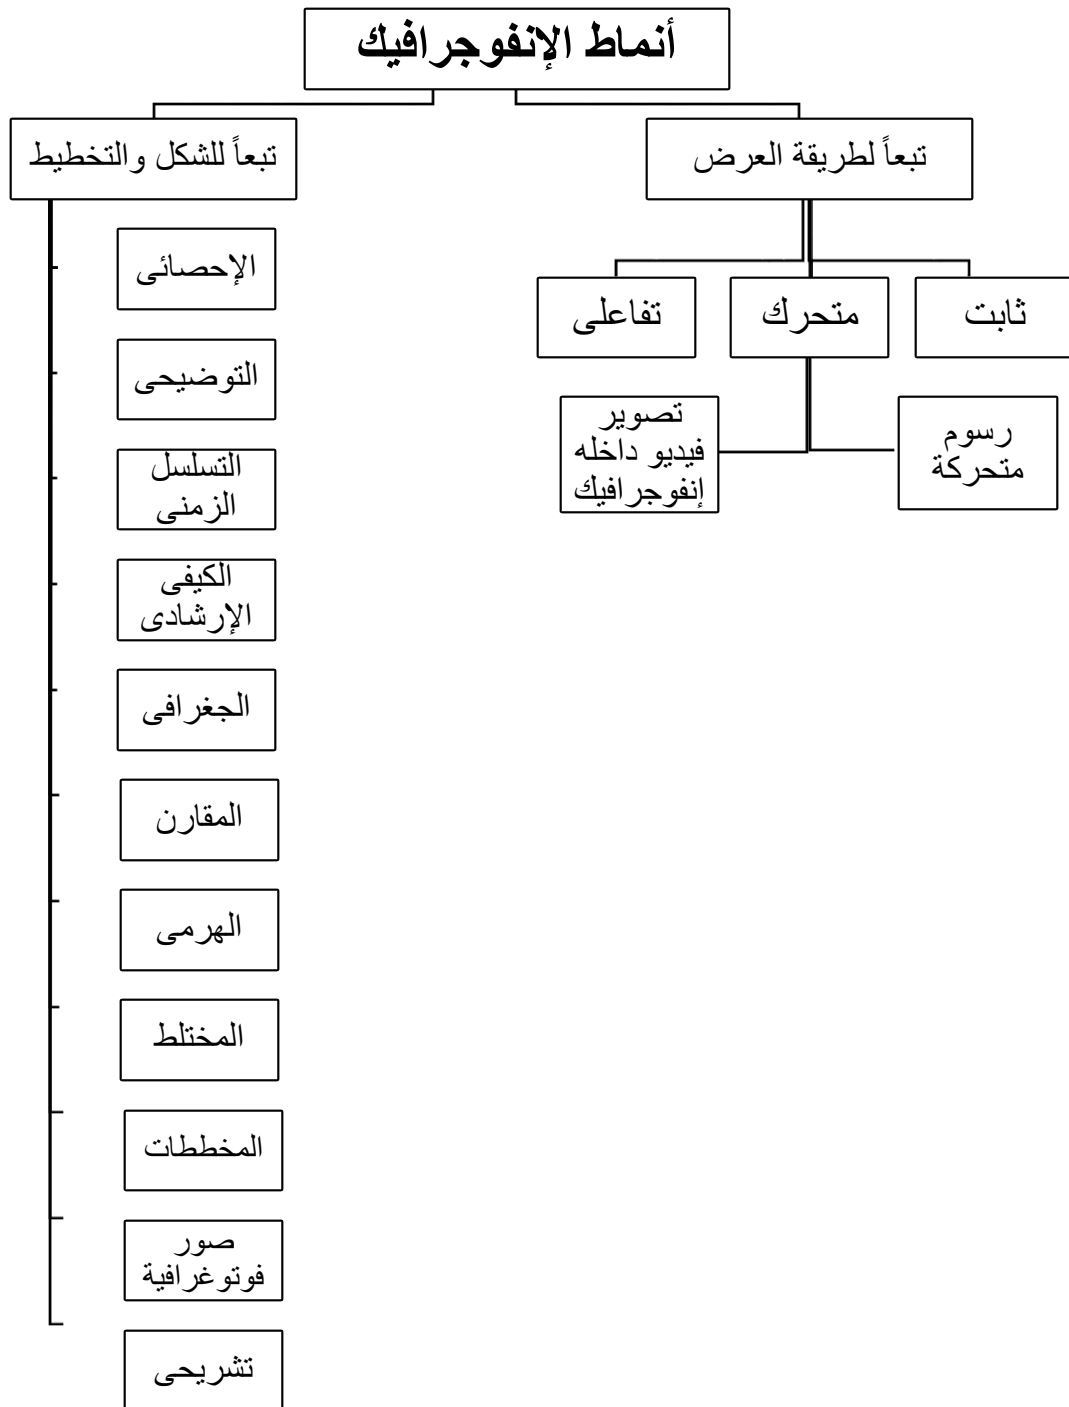 أنماط الإنفوجرافيك
تبعاً لطريقة العرض
ثابت
متحرك
تفاعلى
رسوم
متحركة
تصوير
فيديو داخله
إنفوجرافيك
تبعاً للشكل والتخطيط
الإحصائى
التوضيحى
التسلسل
الزمنى
الكيفى
الإرشادى
الجغرافى
المقارن
الهرمى
المختلط
المخططات
صور
فوتوغرافية
تشريحى